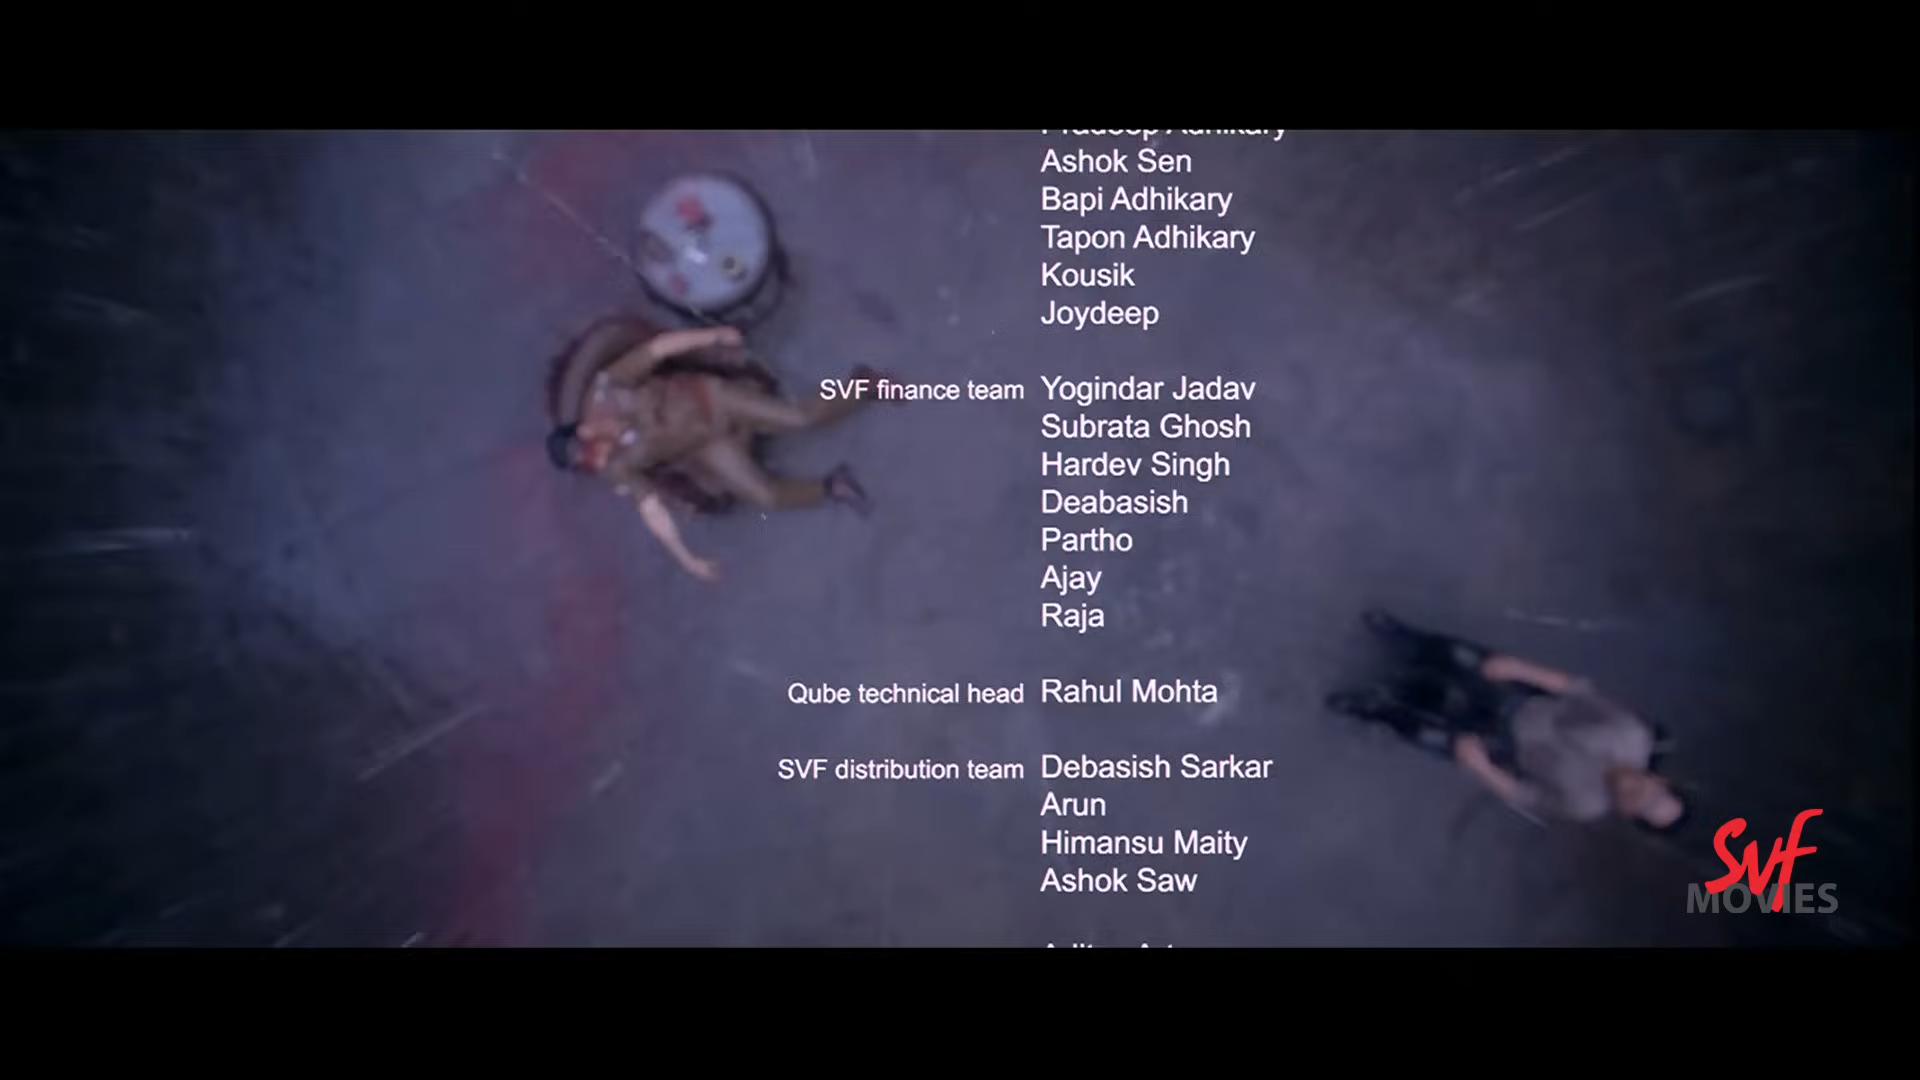 Pradeep Adhikary
Ashok Sen
Bapi Adhikary
Tapon Adhikary
Kousik
Joydeep
SVF finance team Yogindar Jadav
Subrata Ghosh
Hardev Singh
Deabasish
Partho
Ajay
Raja
Qube technical head Rahul Mohta
SVF distribution team Debasish Sarkar
Arun
Himansu Maity
Ashok Saw
SVF
MOVIES